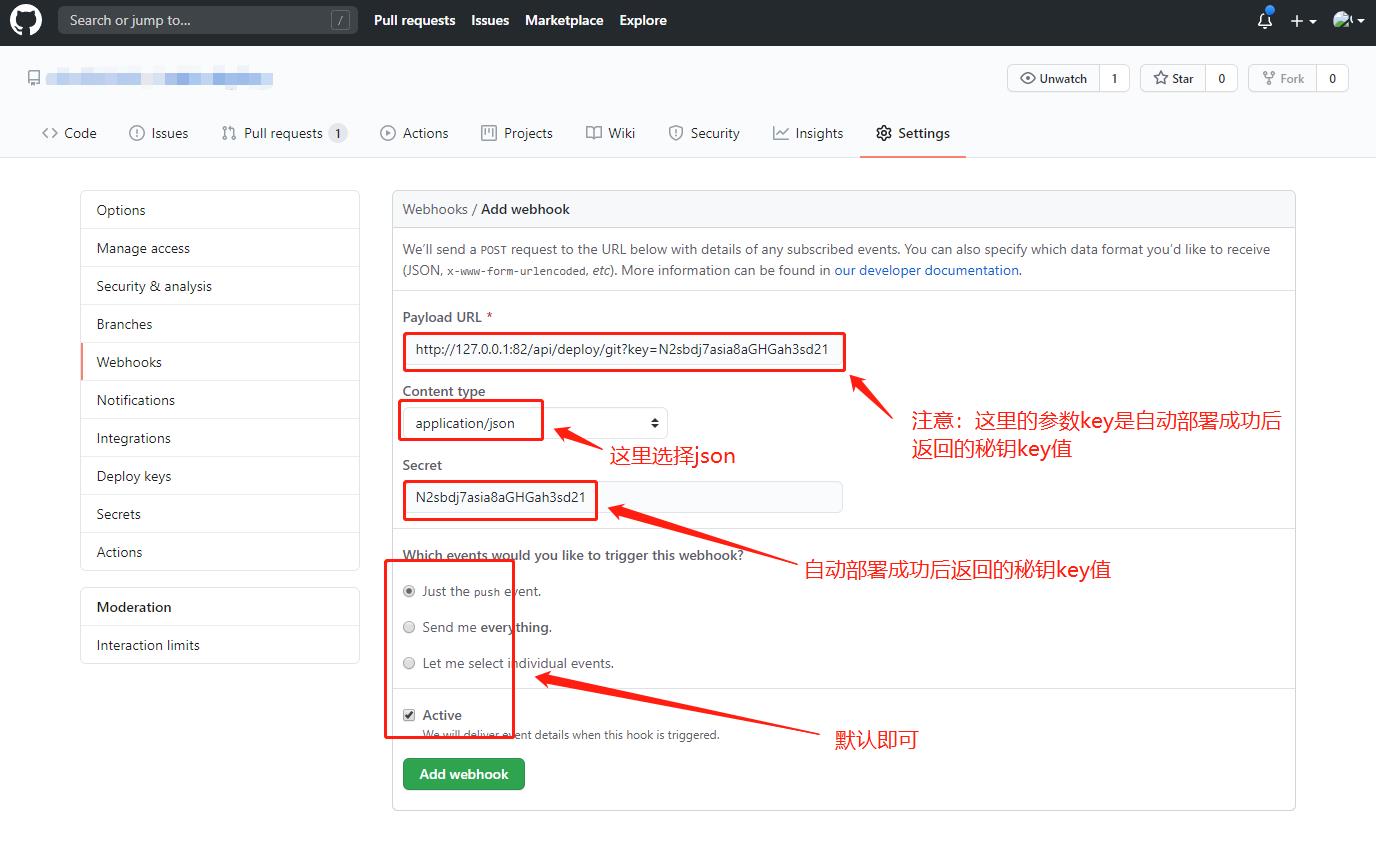 Search or jump to... /
Pull requests Issues Marketplace Explore
Unwatch 1 Star 0 Fork 0
Code Issues Pull requests 1 Actions Projects Wiki Security Insights Settings
Options
Manage access
Security & analysis
Branches
Webhooks
Notifications
Integrations
Deploy keys
Secrets
Actions
Moderation
Interaction limits
Webhooks / Add webhook
We'll send a POST request to the URL below with details of any subscribed events. You can also specify which data format you'd like to receive
(JSON, x-www-form-urlencoded, etc). More information can be found in our developer documentation.
Payload URL *
http://127.0.0.1:82/api/deploy/git?key=N2sbdj7asia8aGHGah3sd21
注意：这里的参数key是自动部署成功后
返回的秘钥key值
Content type
application/json
这里选择json
Secret
N2sbdj7asia8aGHGah3sd21
自动部署成功后返回的秘钥key值
Which events would you like to trigger this webhook?
Just the push event.
Send me everything.
Let me select individual events.
Active
We will deliver event details when this hook is triggered.
默认即可
Add webhook